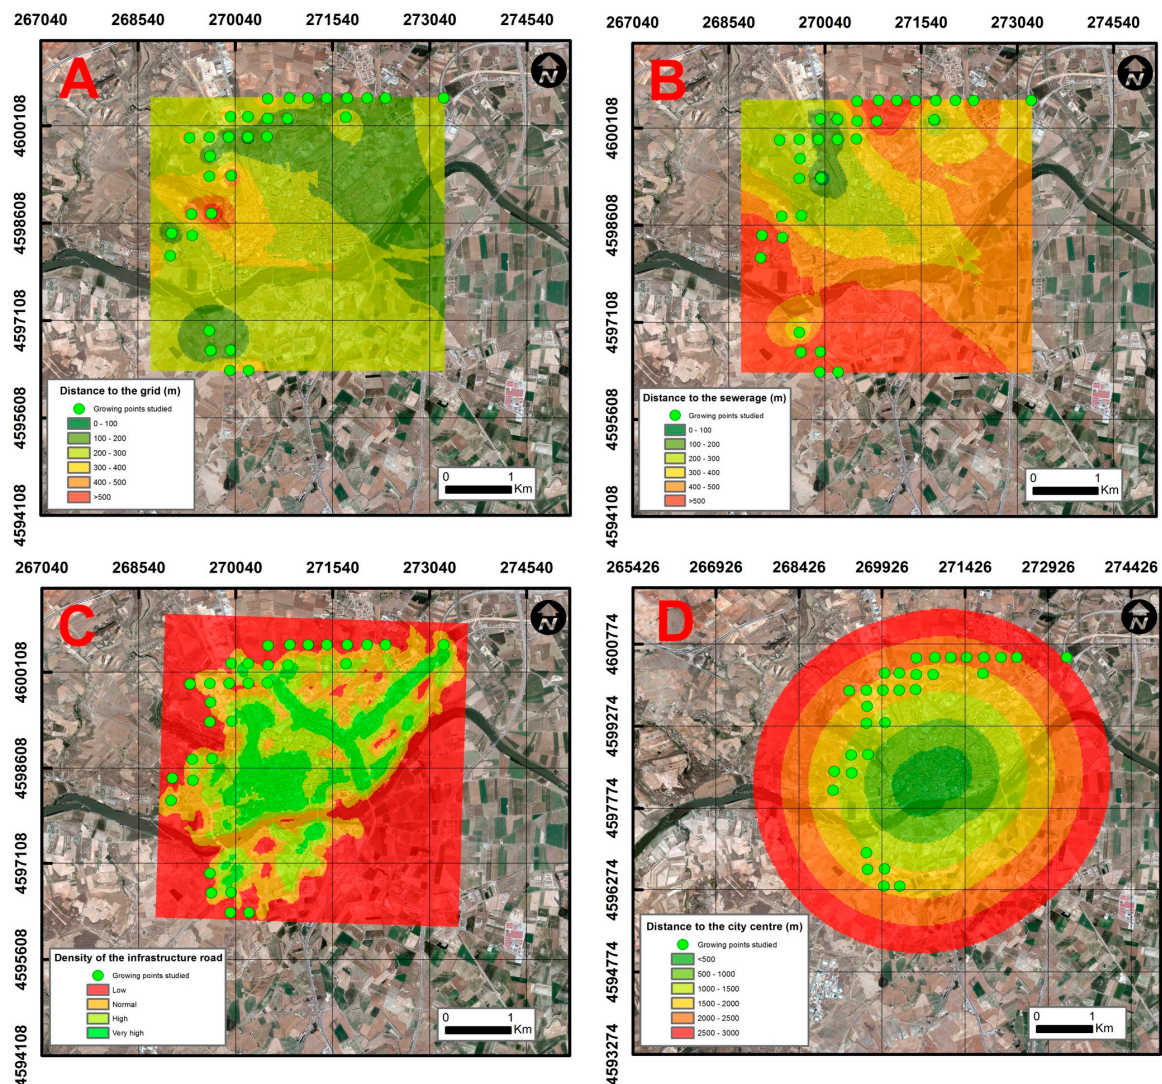 267040 268540 270040 271540 273040 274540
A
N
4600108
4598608
4597108
4595608
4594108
Distance to the grid (m)
Growing points studied
0 - 100
100 - 200
200 - 300
300 - 400
400 - 500
>500
0 1
Km
267040 268540 270040 271540 273040 274540
B
N
4600108
4598608
4597108
4595608
4594108
Distance to the sewerage (m)
Growing points studied
0 - 100
100 - 200
200 - 300
300 - 400
400 - 500
>500
0 1
Km
267040 268540 270040 271540 273040 274540
C
N
4600108
4598608
4597108
4595608
4594108
Density of the infrastructure road
Growing points studied
Low
Normal
High
Very high
0 1
Km
265426 266926 268426 269926 271426 272926 274426
D
N
4600774
4599274
4597774
4596274
4594774
4593274
Distance to the city centre (m)
Growing points studied
<500
500 - 1000
1000 - 1500
1500 - 2000
2000 - 2500
2500 - 3000
0 1
Km